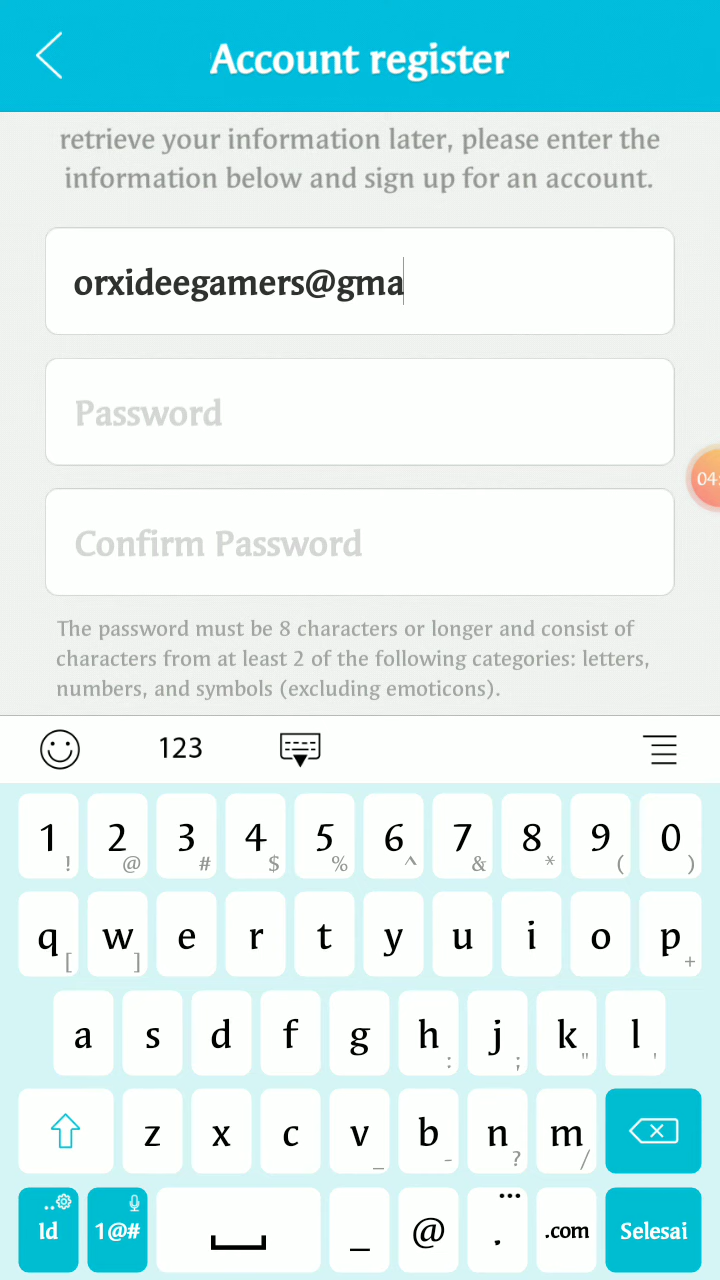 Account register
retrieve your information later, please enter the
information below and sign up for an account.
orxideegamers@gma
Password
Confirm Password
04:
The password must be 8 characters or longer and consist of
characters from at least 2 of the following categories: letters,
numbers, and symbols (excluding emoticons).
123
1 2 3 4 5 6 7 8 9 0
! @ # $ % ^ & * ( )
q w e r t y u i o p
[ ] +
a s d f g h j k l
: ; " '
z x c v b n m
_ - ? /
Id 1@# _ @ . .com Selesai